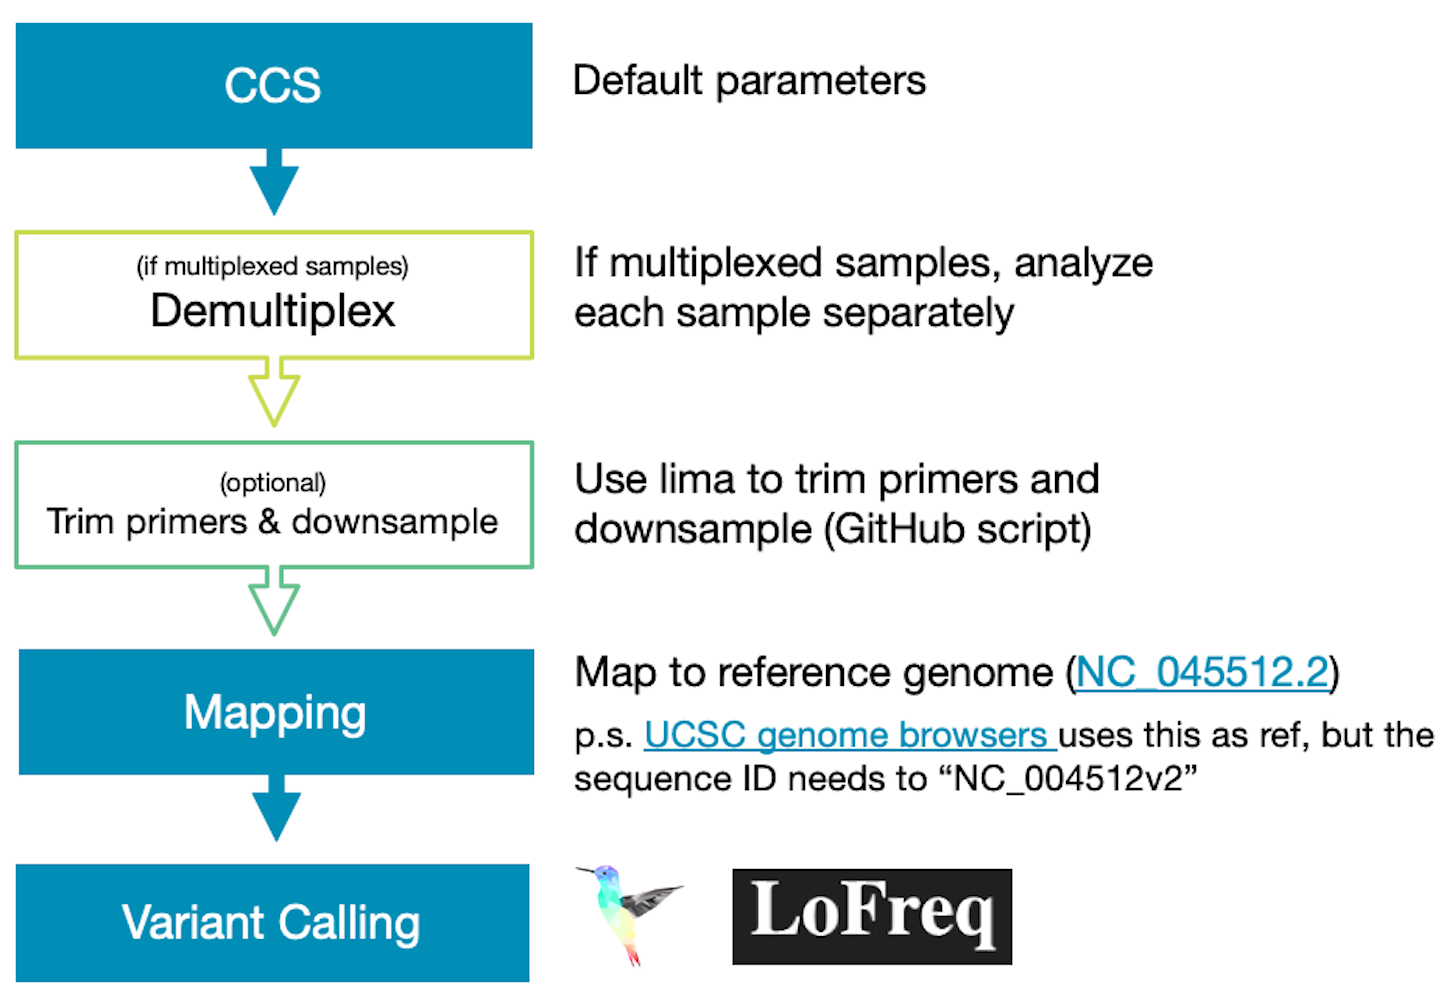 CCS
Default parameters
(if multiplexed samples)
Demultiplex
If multiplexed samples, analyze
each sample separately
(optional)
Trim primers & downsample
Use lima to trim primers and
downsample (GitHub script)
Mapping
Map to reference genome (NC_045512.2)
p.s. UCSC genome browsers uses this as ref, but the
sequence ID needs to “NC_004512v2”
Variant Calling
LoFreq